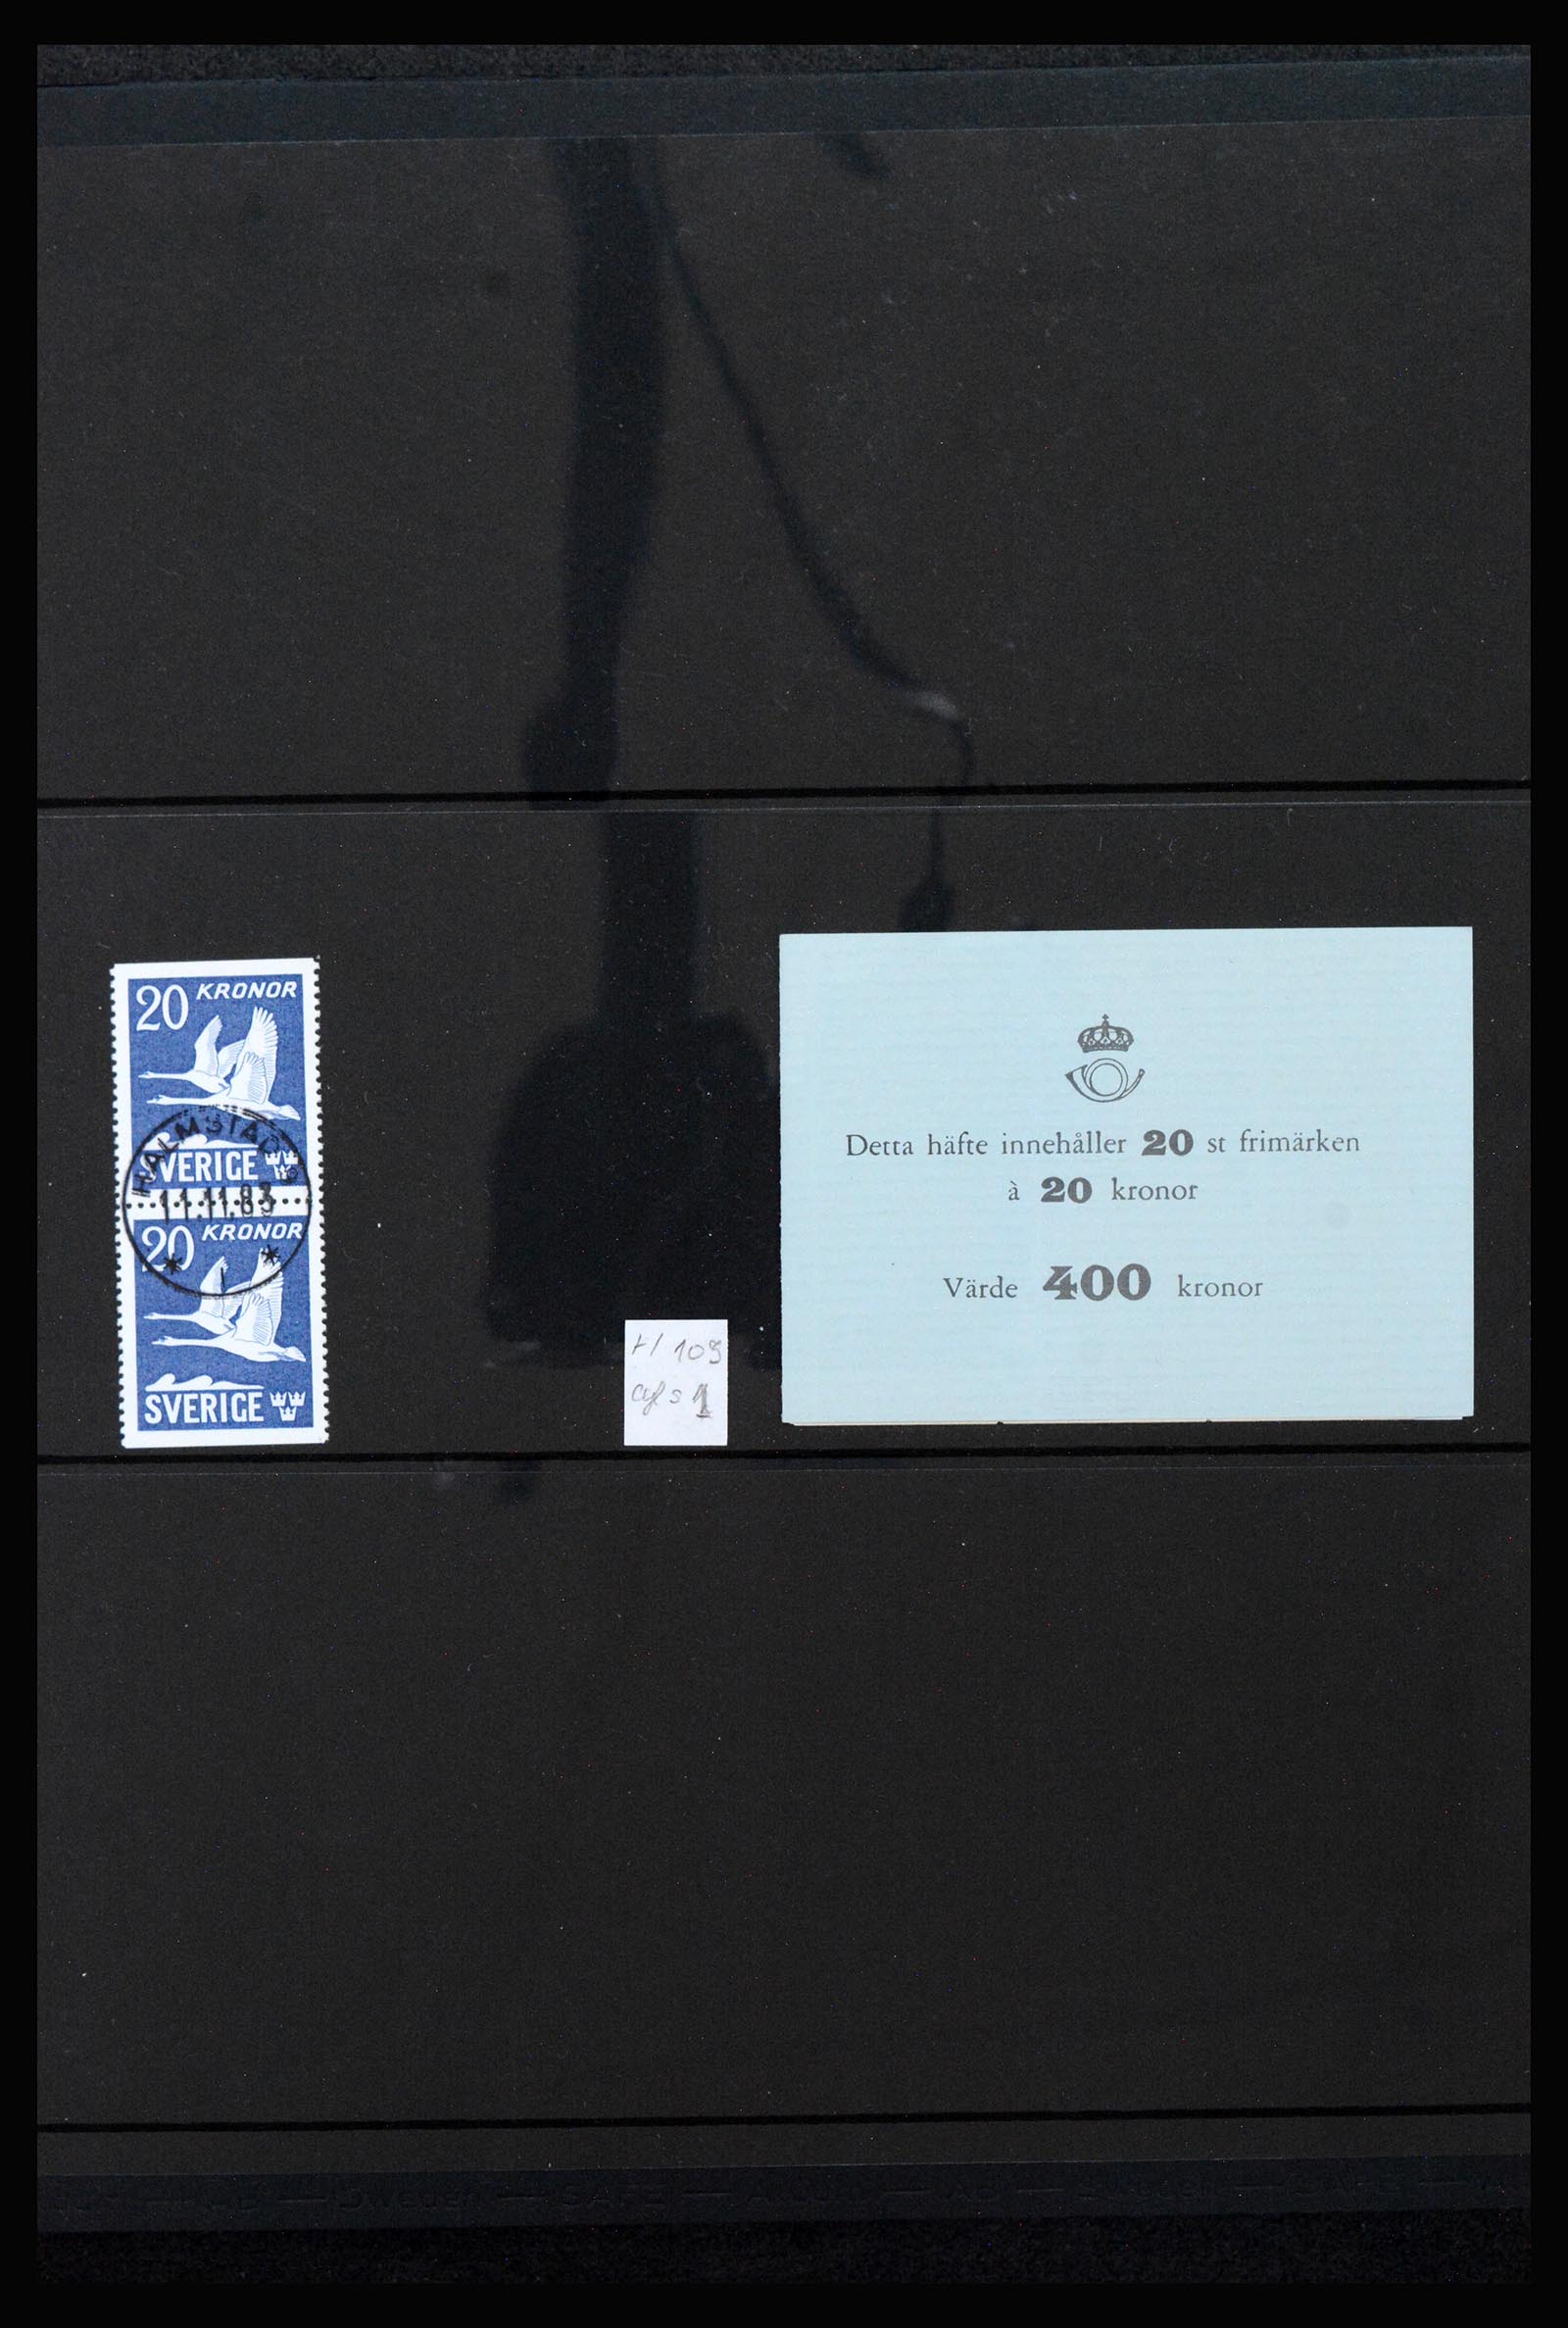 20 KRONOR
SVERIGE
HALMSTAD
11.11.83
20 KRONOR
SVERIGE
H 109
1
Detta häfte innehåller 20 st frimärken
à 20 kronor
Värde 400 kronor